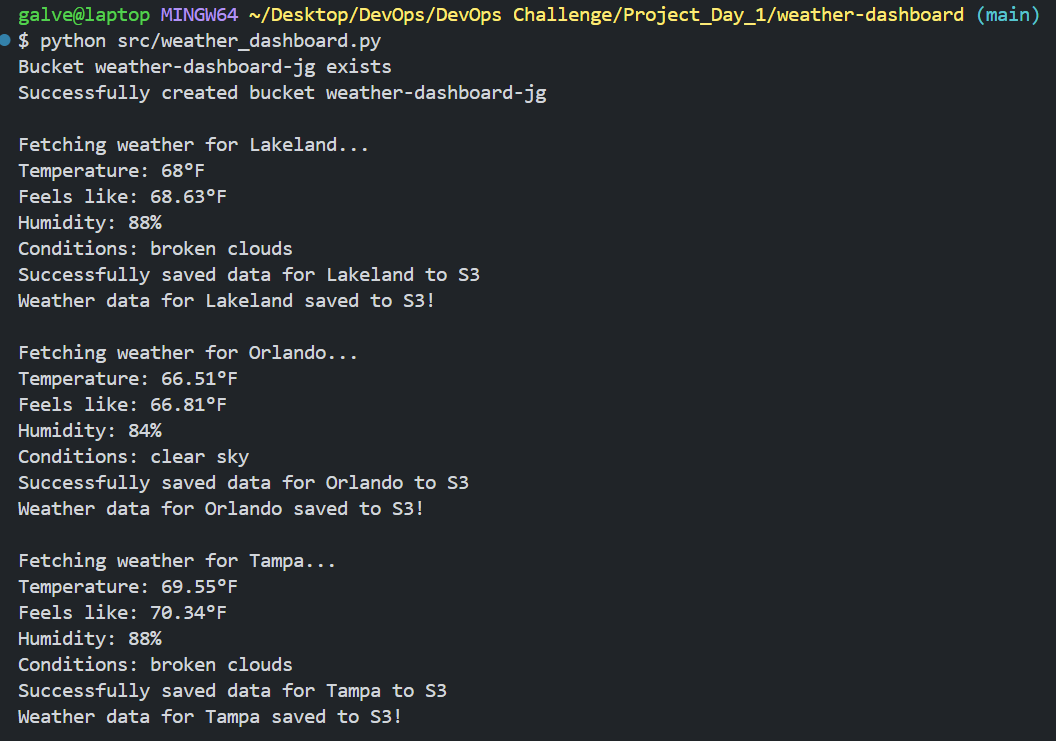 galve@laptop MINGW64 ~/Desktop/DevOps/DevOps Challenge/Project_Day_1/weather-dashboard (main)
$ python src/weather_dashboard.py
Bucket weather-dashboard-jg exists
Successfully created bucket weather-dashboard-jg

Fetching weather for Lakeland...
Temperature: 68°F
Feels like: 68.63°F
Humidity: 88%
Conditions: broken clouds
Successfully saved data for Lakeland to S3
Weather data for Lakeland saved to S3!

Fetching weather for Orlando...
Temperature: 66.51°F
Feels like: 66.81°F
Humidity: 84%
Conditions: clear sky
Successfully saved data for Orlando to S3
Weather data for Orlando saved to S3!

Fetching weather for Tampa...
Temperature: 69.55°F
Feels like: 70.34°F
Humidity: 88%
Conditions: broken clouds
Successfully saved data for Tampa to S3
Weather data for Tampa saved to S3!